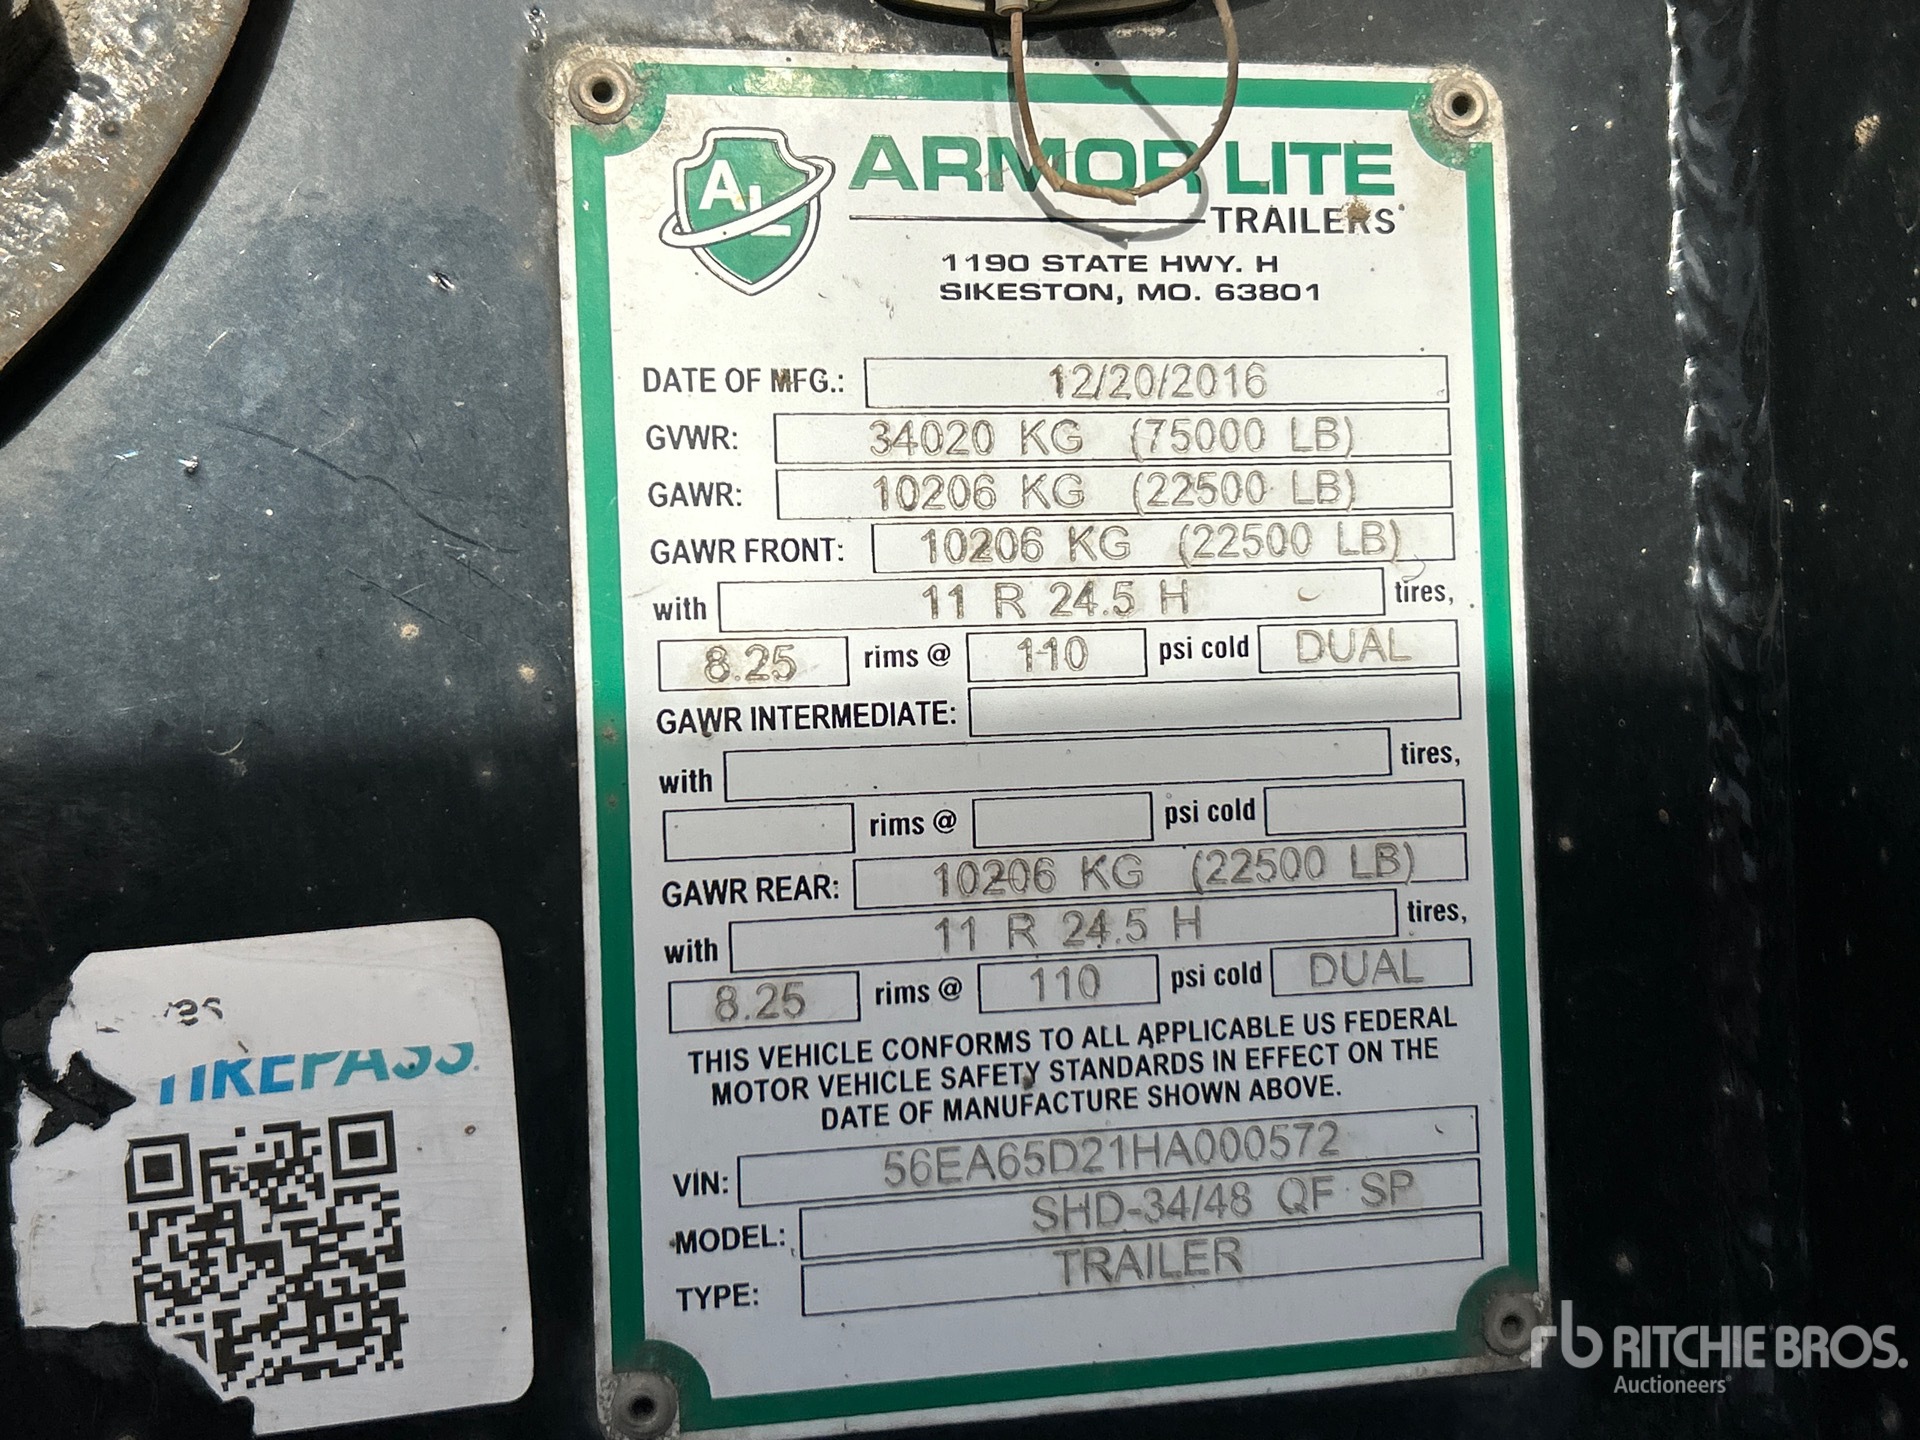 AL
ARMOR LITE
TRAILERS
1190 STATE HWY. H
SIKESTON, MO. 63801
DATE OF MFG.: 12/20/2016
GVWR: 34020 KG (75000 LB)
GAWR: 10206 KG (22500 LB)
GAWR FRONT: 10206 KG (22500 LB)
with 11 R 24.5 H tires,
8.25 rims @ 110 psi cold DUAL
GAWR INTERMEDIATE:
with tires,
rims @ psi cold
GAWR REAR: 10206 KG (22500 LB)
with 11 R 24.5 H tires,
8.25 rims @ 110 psi cold DUAL
THIS VEHICLE CONFORMS TO ALL APPLICABLE US FEDERAL
MOTOR VEHICLE SAFETY STANDARDS IN EFFECT ON THE
DATE OF MANUFACTURE SHOWN ABOVE.
VIN: 56EA65D21HA000572
MODEL: SHD-34/48 QF SP
TYPE: TRAILER
TIREPASS
rb RITCHIE BROS.
Auctioneers